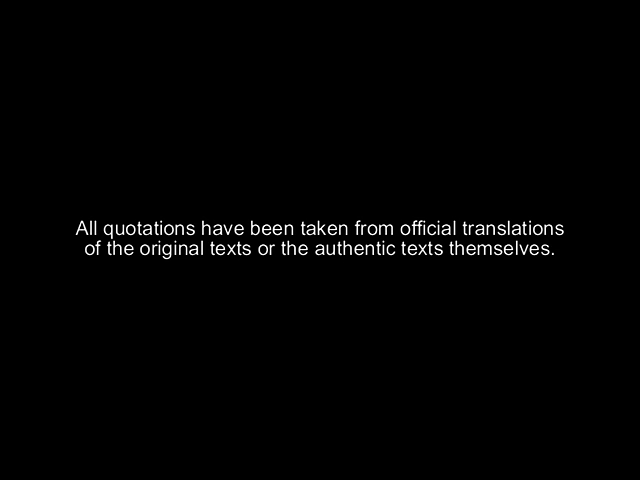 All quotations have been taken from official translations
of the original texts or the authentic texts themselves.